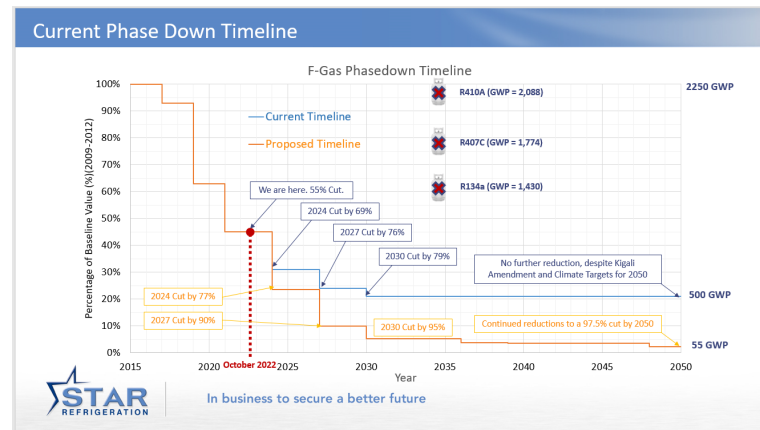 Current Phase Down Timeline
F-Gas Phasedown Timeline
Percentage of Baseline Value (%)(2009-2012)
100%
90%
80%
70%
60%
50%
40%
30%
20%
10%
0%
Current Timeline
Proposed Timeline
R410A (GWP = 2,088)
R407C (GWP = 1,774)
R134a (GWP = 1,430)
2250 GWP
We are here. 55% Cut.
2024 Cut by 69%
2027 Cut by 76%
2030 Cut by 79%
No further reduction, despite Kigali
Amendment and Climate Targets for 2050
500 GWP
2024 Cut by 77%
2027 Cut by 90%
2030 Cut by 95%
Continued reductions to a 97.5% cut by 2050
55 GWP
2015
2020
October 2022
2025
2030
2035
2040
2045
2050
Year
STAR
REFRIGERATION
In business to secure a better future